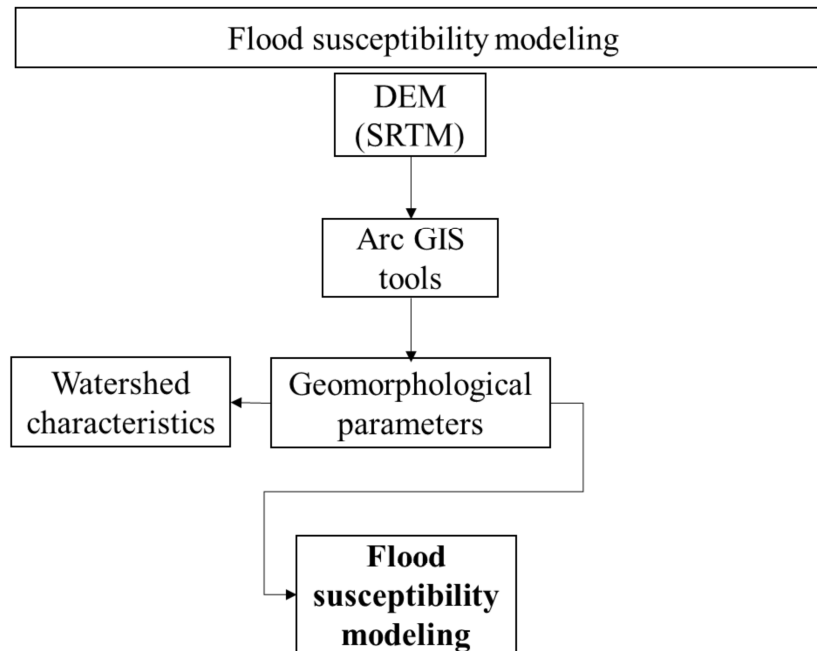 Flood susceptibility modeling
DEM
(SRTM)
Arc GIS
tools
Watershed
characteristics
Geomorphological
parameters
Flood
susceptibility
modeling